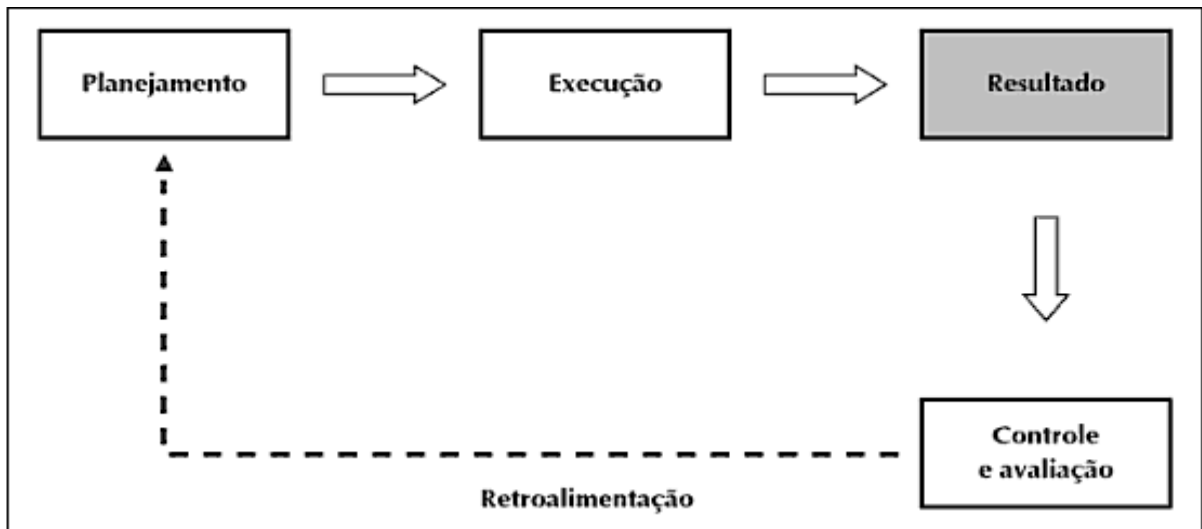 Planejamento
Execução
Resultado
Controle
e avaliação
Retroalimentação